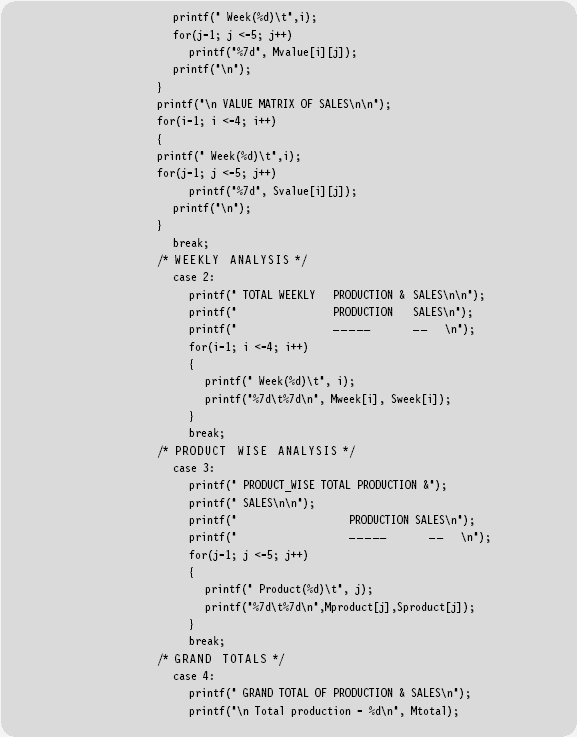 printf(" Week(%d)\t",i);
for(j=1; j <=5; j++)
printf("%7d", Mvalue[i][j]);
printf("\n");
}
printf("\n VALUE MATRIX OF SALES\n\n");
for(i=1; i <=4; i++)
{
printf(" Week(%d)\t",i);
for(j=1; j <=5; j++)
printf("%7d", Svalue[i][j]);
printf("\n");
}
break;
/* WEEKLY ANALYSIS */
case 2:
printf(" TOTAL WEEKLY PRODUCTION & SALES\n\n");
printf(" PRODUCTION SALES\n");
printf(" ––––– –– \n");
for(i=1; i <=4; i++)
{
printf(" Week(%d)\t", i);
printf("%7d\t%7d\n", Mweek[i], Sweek[i]);
}
break;
/* PRODUCT WISE ANALYSIS */
case 3:
printf(" PRODUCT_WISE TOTAL PRODUCTION &");
printf(" SALES\n\n");
printf(" PRODUCTION SALES\n");
printf(" ––––– –– \n");
for(j=1; j <=5; j++)
{
printf(" Product(%d)\t", j);
printf("%7d\t%7d\n",Mproduct[j],Sproduct[j]);
}
break;
/* GRAND TOTALS */
case 4:
printf(" GRAND TOTAL OF PRODUCTION & SALES\n");
printf("\n Total production = %d\n", Mtotal);